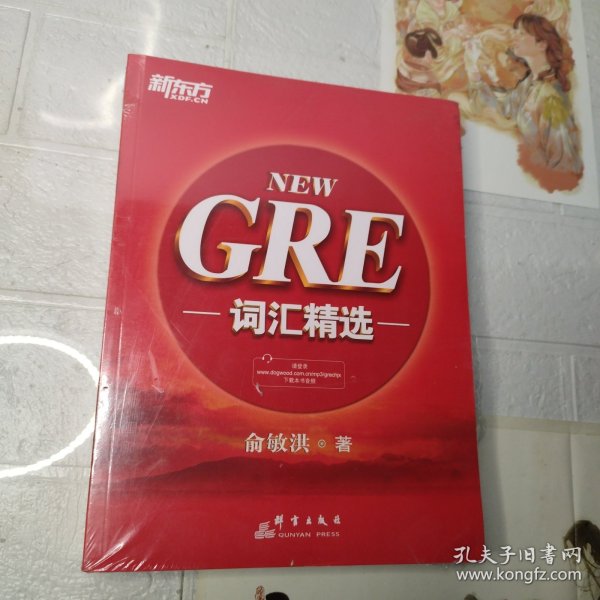 新东方
XDF.CN
NEW
GRE
词汇精选
请登录
www.dogwood.com.cn/mp3/grechjx
下载本书音频
俞敏洪 著
群言出版社
QUNYAN PRESS
孔夫子旧书网
www.kongfz.com